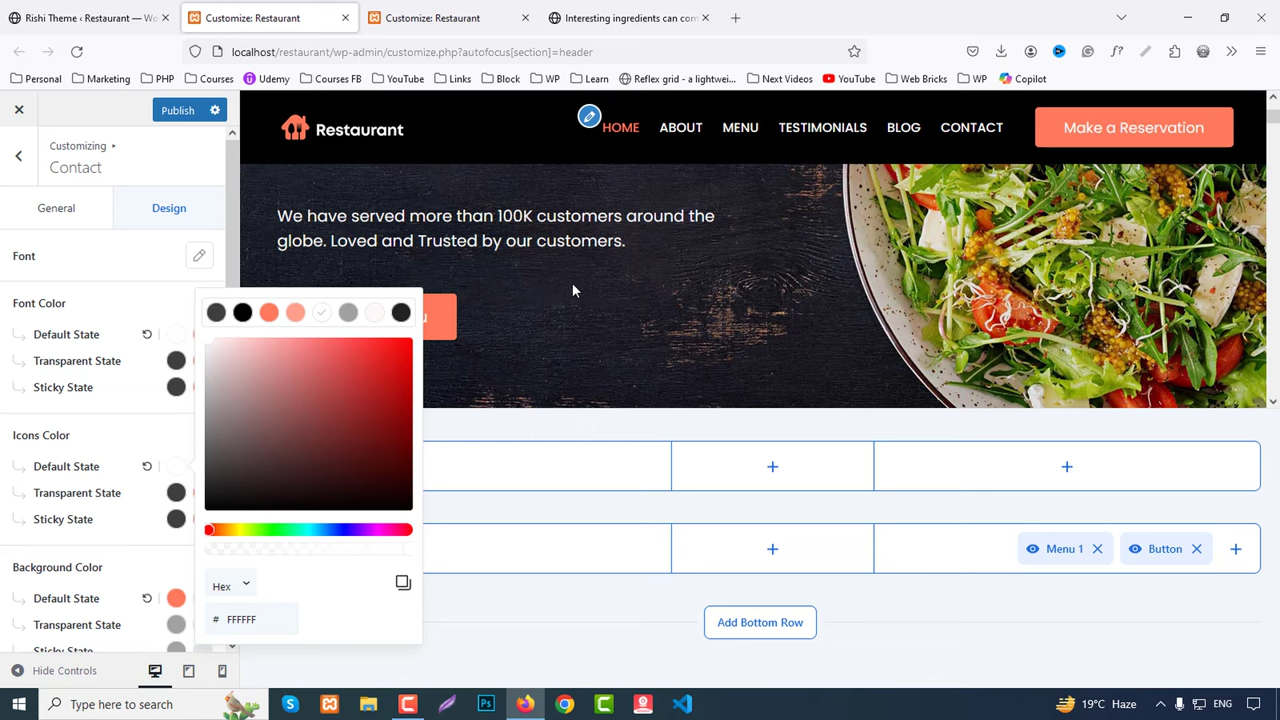 Rishi Theme ‹ Restaurant — Wo
Customize: Restaurant
Customize: Restaurant
Interesting ingredients can com
localhost/restaurant/wp-admin/customize.php?autofocus[section]=header
Personal
Marketing
PHP
Courses
Udemy
Courses FB
YouTube
Links
Block
WP
Learn
Reflex grid - a lightwei...
Next Videos
YouTube
Web Bricks
WP
Copilot
Publish
Customizing ▸
Contact
General
Design
Font
Font Color
Default State
Transparent State
Sticky State
Icons Color
Default State
Transparent State
Sticky State
Background Color
Default State
Transparent State
Hide Controls
Hex
# FFFFFF
Restaurant
HOME
ABOUT
MENU
TESTIMONIALS
BLOG
CONTACT
Make a Reservation
We have served more than 100K customers around the
globe. Loved and Trusted by our customers.
Menu 1
Button
Add Bottom Row
Type here to search
19°C Haze
ENG